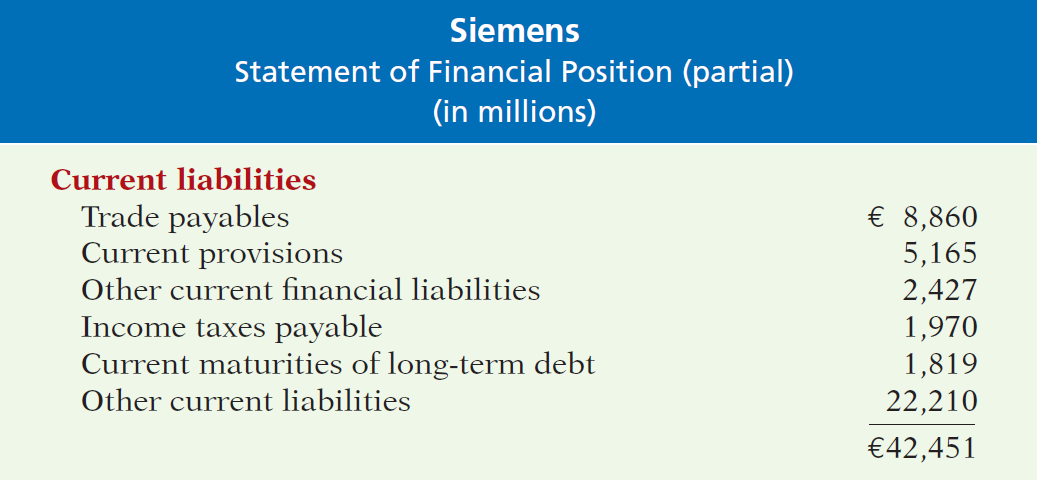 Siemens
Statement of Financial Position (partial)
(in millions)
Current liabilities
Trade payables € 8,860
Current provisions 5,165
Other current financial liabilities 2,427
Income taxes payable 1,970
Current maturities of long-term debt 1,819
Other current liabilities 22,210
€42,451